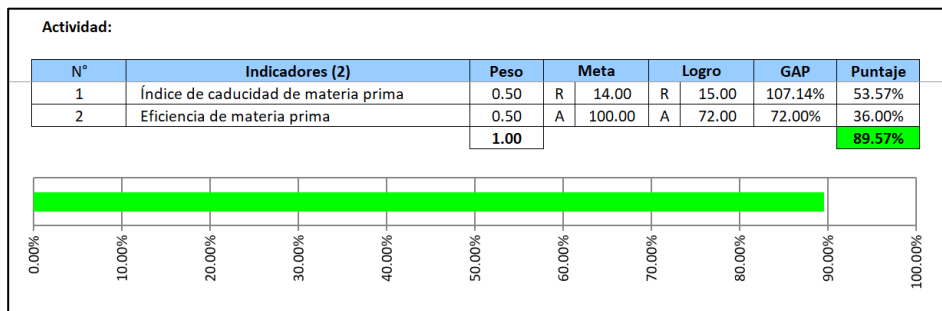 Actividad:
N° Indicadores (2) Peso Meta Logro GAP Puntaje
1 Índice de caducidad de materia prima 0.50 R 14.00 R 15.00 107.14% 53.57%
2 Eficiencia de materia prima 0.50 A 100.00 A 72.00 72.00% 36.00%
1.00 89.57%
0.00% 10.00% 20.00% 30.00% 40.00% 50.00% 60.00% 70.00% 80.00% 90.00% 100.00%